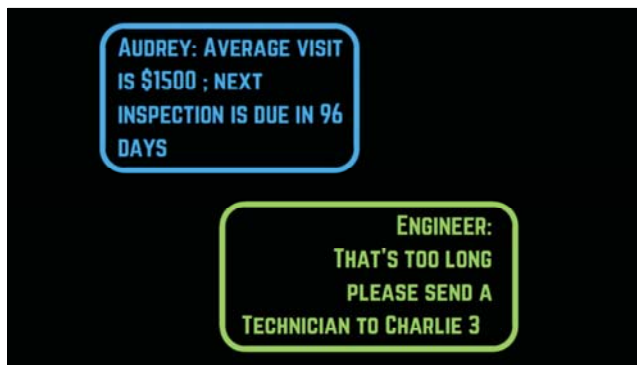 Audrey: Average visit
is $1500 ; next
inspection is due in 96
days
Engineer:
That's too long
please send a
Technician to Charlie 3